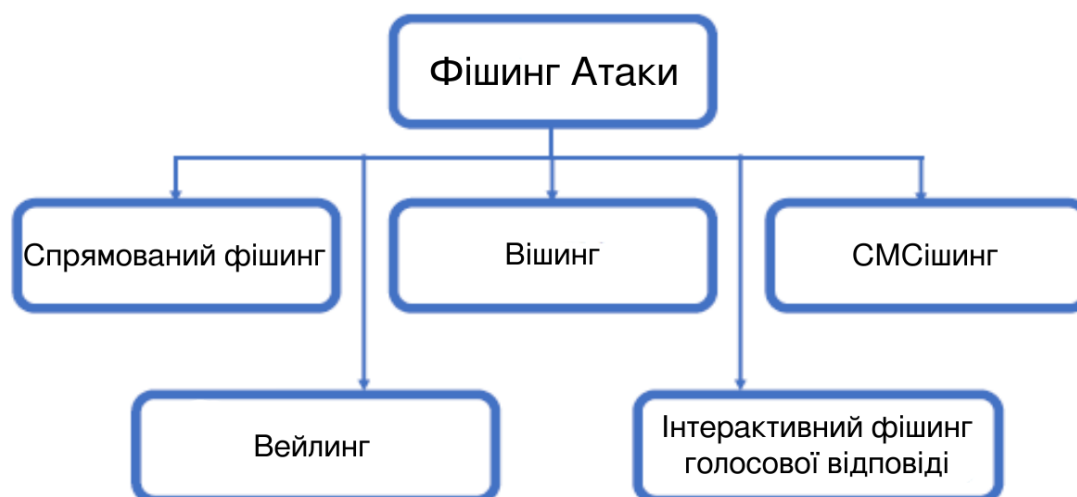 Фішинг Атаки
Спрямований фішинг
Вішинг
СМСішинг
Вейлинг
Інтерактивний фішинг
голосової відповіді